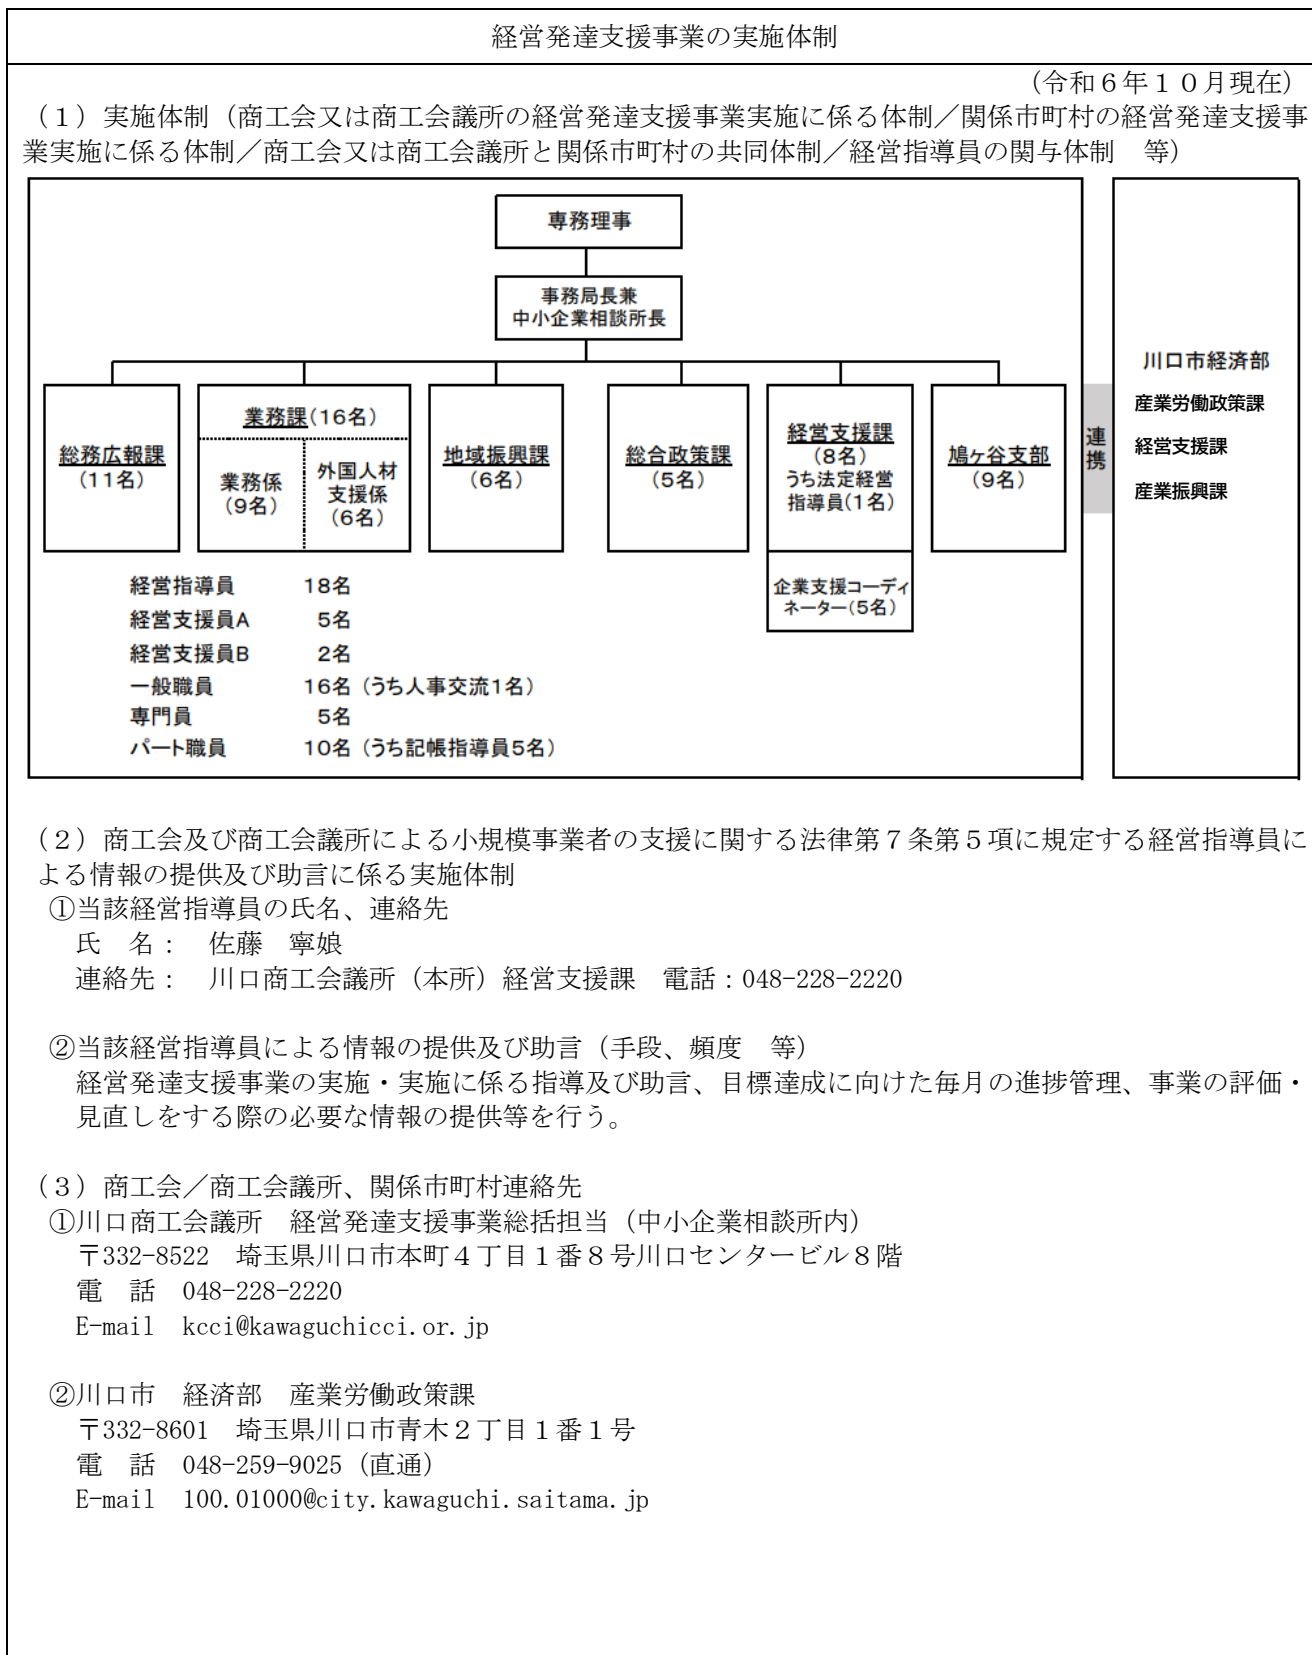 経営発達支援事業の実施体制
（令和６年１０月現在）
（１）実施体制（商工会又は商工会議所の経営発達支援事業実施に係る体制／関係市町村の経営発達支援事
業実施に係る体制／商工会又は商工会議所と関係市町村の共同体制／経営指導員の関与体制　等）
専務理事
事務局長兼
中小企業相談所長
総務広報課
（11名）
業務課（16名）
業務係
（9名）
外国人材
支援係
（6名）
地域振興課
（6名）
総合政策課
（5名）
経営支援課
（8名）
うち法定経営
指導員（1名）
企業支援コーディ
ネーター（5名）
鳩ヶ谷支部
（9名）
連携
川口市経済部
産業労働政策課
経営支援課
産業振興課
経営指導員　18名
経営支援員A　5名
経営支援員B　2名
一般職員　16名（うち人事交流1名）
専門員　5名
パート職員　10名（うち記帳指導員5名）
（２）商工会及び商工会議所による小規模事業者の支援に関する法律第７条第５項に規定する経営指導員に
よる情報の提供及び助言に係る実施体制
①当該経営指導員の氏名、連絡先
氏　名：　佐藤　寧娘
連絡先：　川口商工会議所（本所）経営支援課　電話：048-228-2220
②当該経営指導員による情報の提供及び助言（手段、頻度　等）
経営発達支援事業の実施・実施に係る指導及び助言、目標達成に向けた毎月の進捗管理、事業の評価・
見直しをする際の必要な情報の提供等を行う。
（３）商工会／商工会議所、関係市町村連絡先
①川口商工会議所　経営発達支援事業総括担当（中小企業相談所内）
〒332-8522　埼玉県川口市本町４丁目１番８号川口センタービル８階
電　話　048-228-2220
E-mail　kcci@kawaguchicci.or.jp
②川口市　経済部　産業労働政策課
〒332-8601　埼玉県川口市青木２丁目１番１号
電　話　048-259-9025（直通）
E-mail　100.01000@city.kawaguchi.saitama.jp